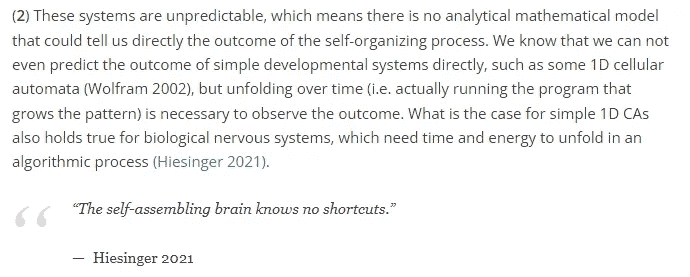 (2) These systems are unpredictable, which means there is no analytical mathematical model
that could tell us directly the outcome of the self-organizing process. We know that we can not
even predict the outcome of simple developmental systems directly, such as some 1D cellular
automata (Wolfram 2002), but unfolding over time (i.e. actually running the program that
grows the pattern) is necessary to observe the outcome. What is the case for simple 1D CAs
also holds true for biological nervous systems, which need time and energy to unfold in an
algorithmic process (Hiesinger 2021).
“
“The self-assembling brain knows no shortcuts.”
— Hiesinger 2021